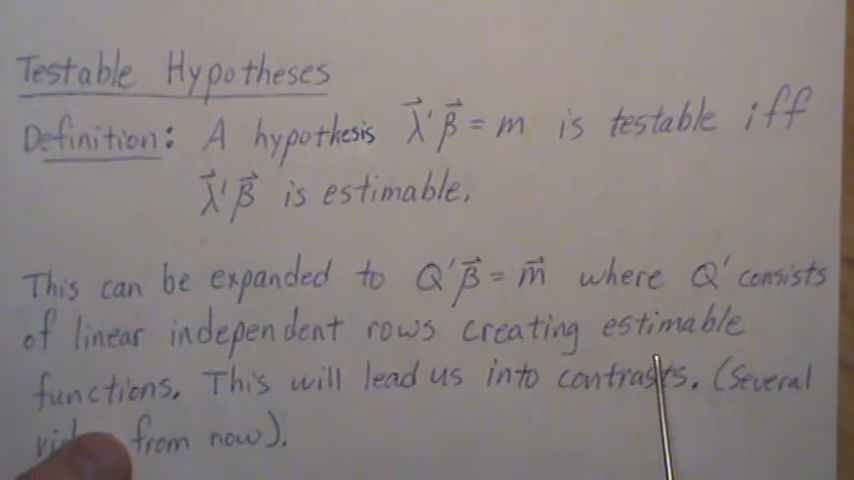 Testable Hypotheses
Definition: A hypothesis λ⃗'β⃗ = m is testable iff
λ⃗'β⃗ is estimable.
This can be expanded to Q'β⃗ = m⃗ where Q' consists
of linear independent rows creating estimable
functions. This will lead us into contrasts. (Several
from now).